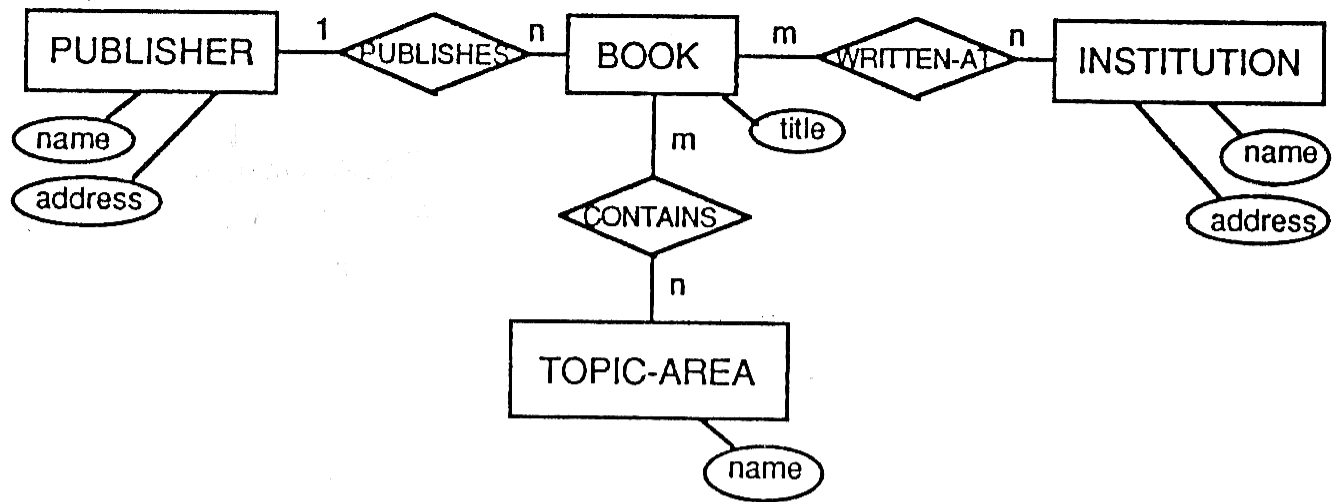 PUBLISHER
1
PUBLISHES
n
BOOK
m
WRITTEN-AT
n
INSTITUTION
name
address
title
name
address
m
CONTAINS
n
TOPIC-AREA
name